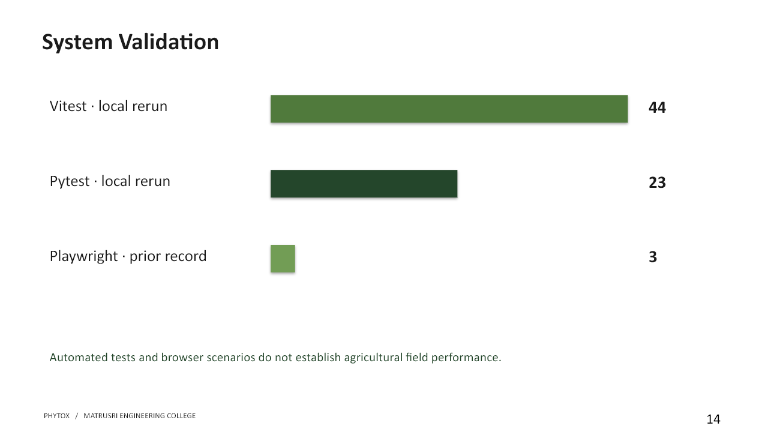 System Validation
Vitest · local rerun 44
Pytest · local rerun 23
Playwright · prior record 3
Automated tests and browser scenarios do not establish agricultural field performance.
PHYTOX / MATRUSRI ENGINEERING COLLEGE 14